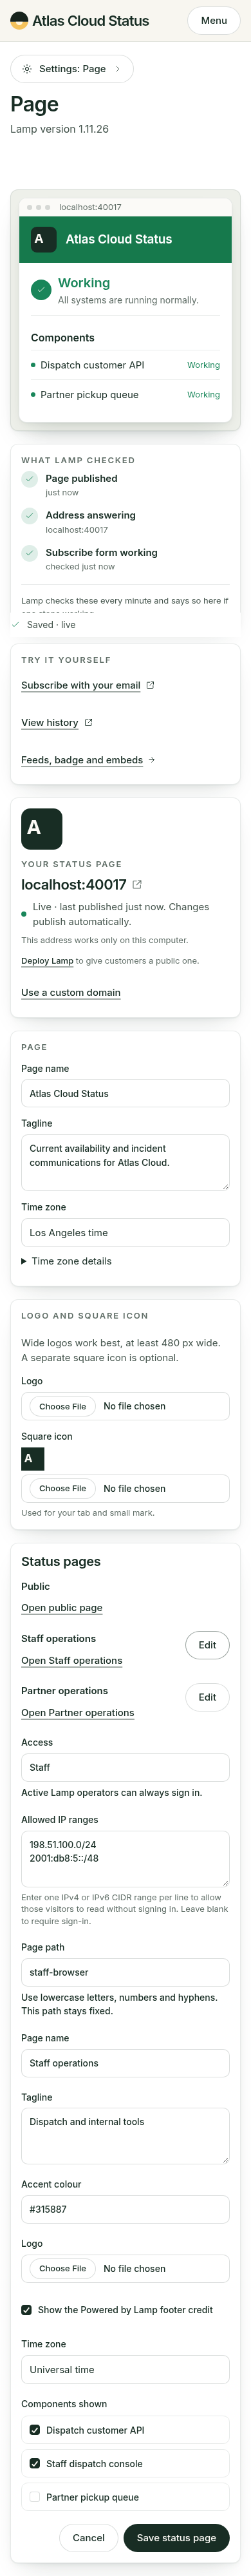 Atlas Cloud Status
Menu
Settings: Page
Page
Lamp version 1.11.26
localhost:40017
A
Atlas Cloud Status
Working
All systems are running normally.
Components
Dispatch customer API
Working
Partner pickup queue
Working
WHAT LAMP CHECKED
Page published
just now
Address answering
localhost:40017
Subscribe form working
checked just now
Lamp checks these every minute and says so here if
Saved · live
TRY IT YOURSELF
Subscribe with your email
View history
Feeds, badge and embeds
A
YOUR STATUS PAGE
localhost:40017
Live · last published just now. Changes
publish automatically.
This address works only on this computer.
Deploy Lamp to give customers a public one.
Use a custom domain
PAGE
Page name
Atlas Cloud Status
Tagline
Current availability and incident
communications for Atlas Cloud.
Time zone
Los Angeles time
Time zone details
LOGO AND SQUARE ICON
Wide logos work best, at least 480 px wide.
A separate square icon is optional.
Logo
Choose File No file chosen
Square icon
A
Choose File No file chosen
Used for your tab and small mark.
Status pages
Public
Open public page
Staff operations
Open Staff operations
Edit
Partner operations
Open Partner operations
Edit
Access
Staff
Active Lamp operators can always sign in.
Allowed IP ranges
198.51.100.0/24
2001:db8:5::/48
Enter one IPv4 or IPv6 CIDR range per line to allow
those visitors to read without signing in. Leave blank
to require sign-in.
Page path
staff-browser
Use lowercase letters, numbers and hyphens.
This path stays fixed.
Page name
Staff operations
Tagline
Dispatch and internal tools
Accent colour
#315887
Logo
Choose File No file chosen
Show the Powered by Lamp footer credit
Time zone
Universal time
Components shown
Dispatch customer API
Staff dispatch console
Partner pickup queue
Cancel
Save status page